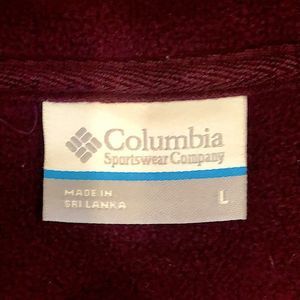 Columbia
Sportswear Company
MADE IN
SRI LANKA
L